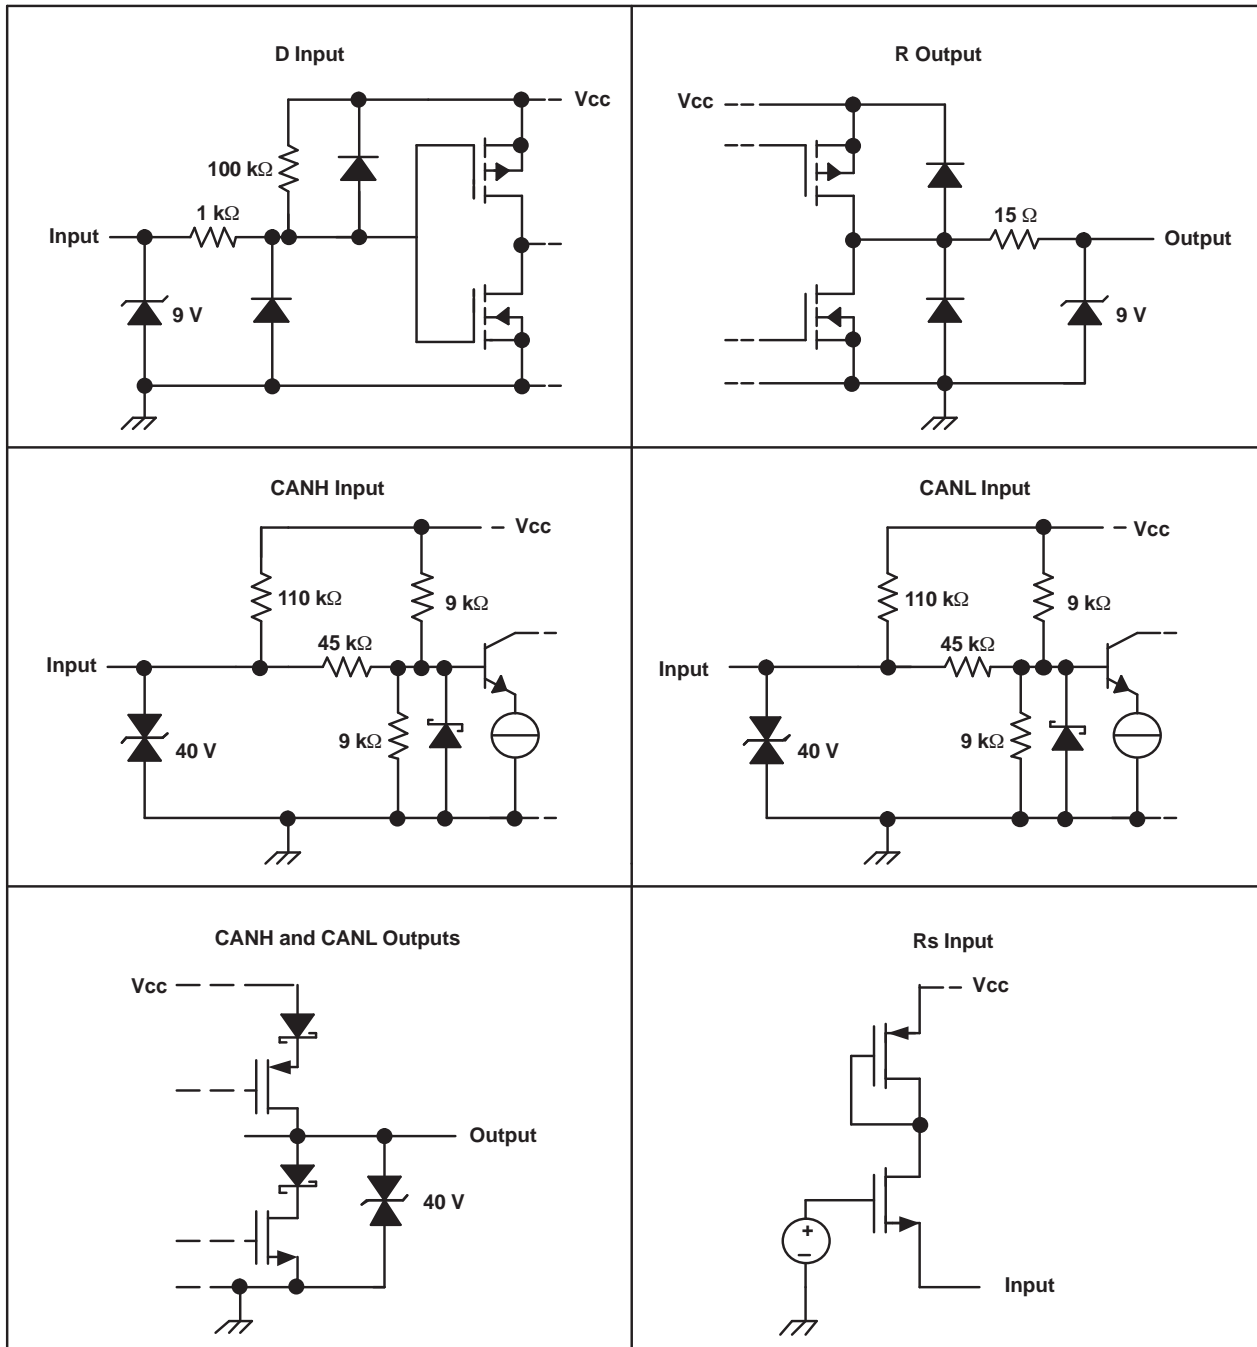 D Input
Vcc
100 kΩ
1 kΩ
Input
9 V
R Output
Vcc
15 Ω
Output
9 V
CANH Input
Vcc
110 kΩ
9 kΩ
45 kΩ
Input
9 kΩ
40 V
CANL Input
Vcc
110 kΩ
9 kΩ
45 kΩ
Input
9 kΩ
40 V
CANH and CANL Outputs
Vcc
Output
40 V
Rs Input
Vcc
+
−
Input